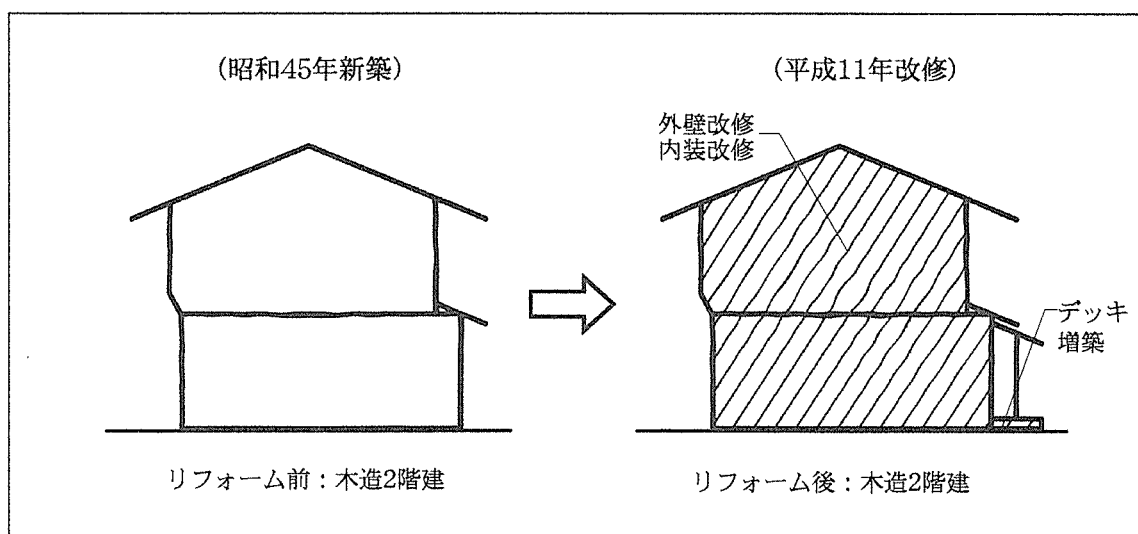 (昭和45年新築)
(平成11年改修)
外壁改修
内装改修
デッキ
増築
リフォーム前:木造2階建
リフォーム後:木造2階建